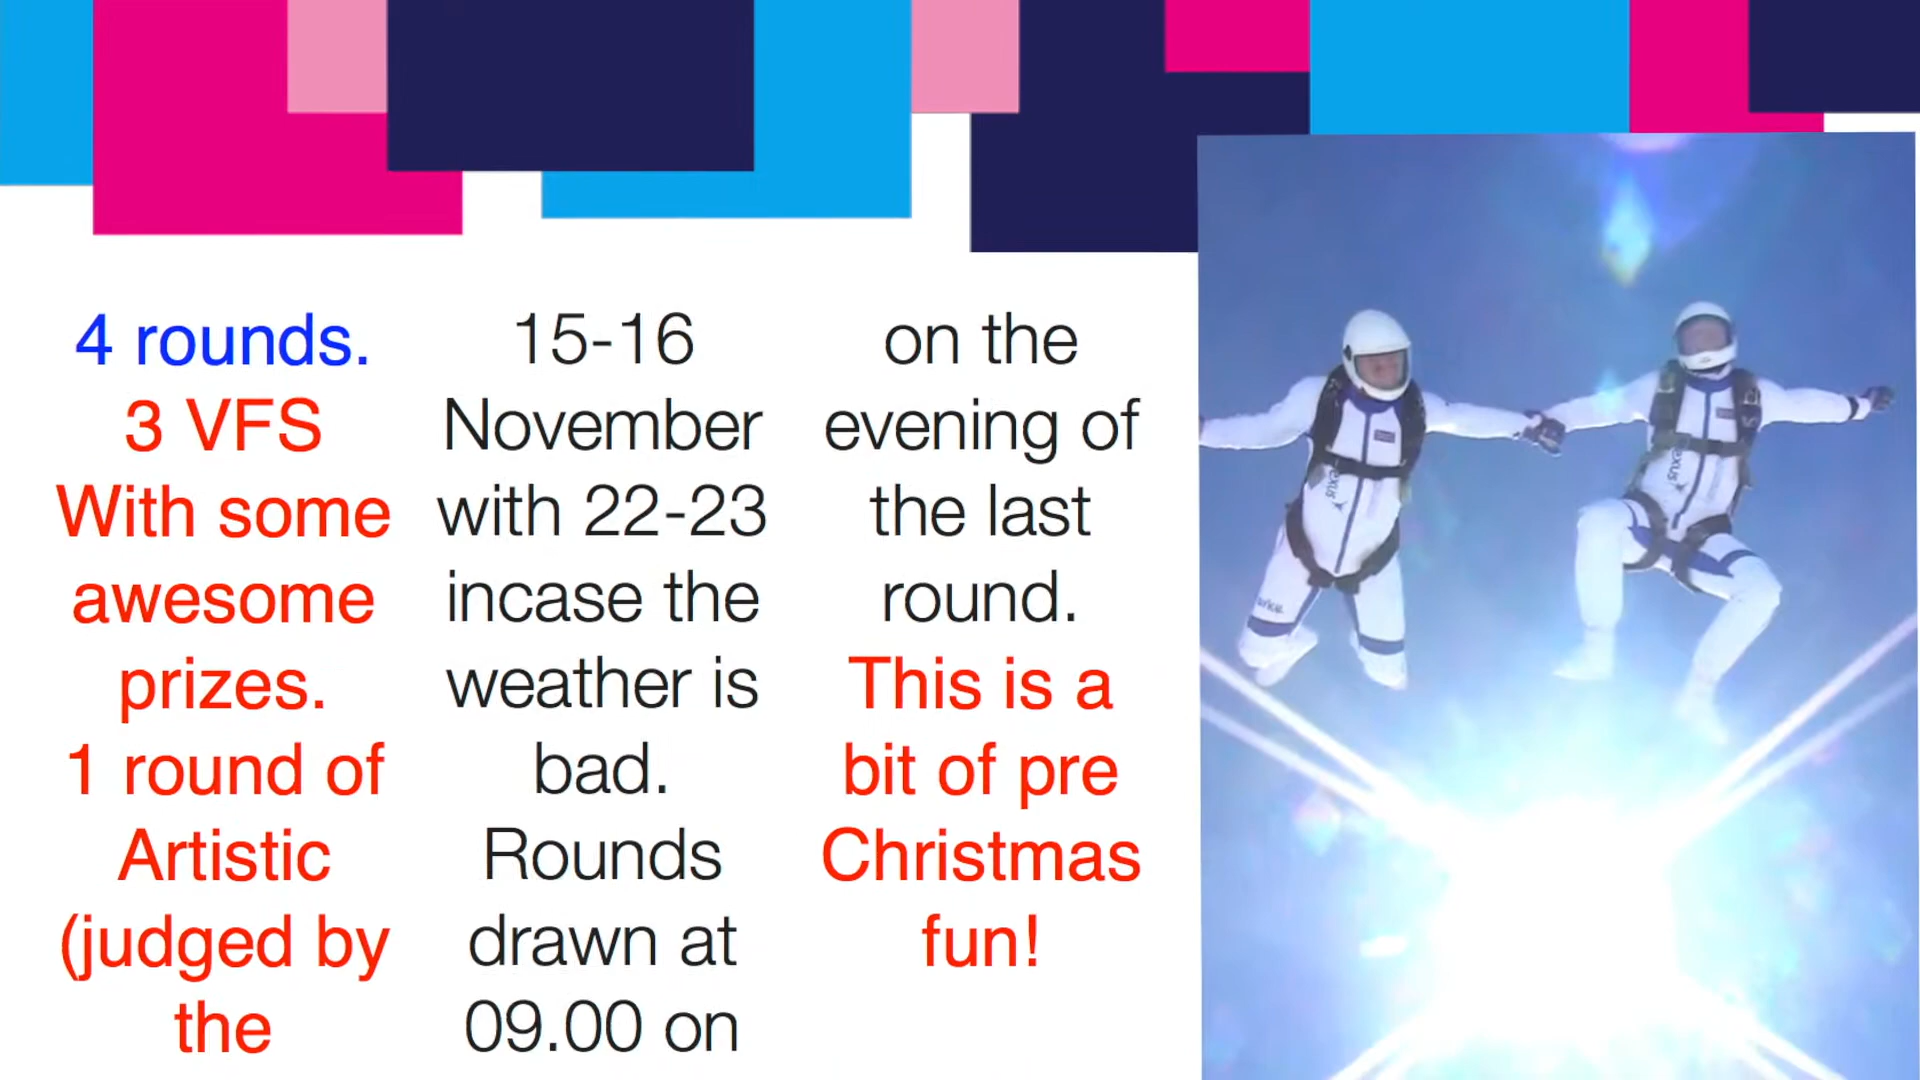 4 rounds.
3 VFS
With some
awesome
prizes.
1 round of
Artistic
(judged by
the
15-16
November
with 22-23
incase the
weather is
bad.
Rounds
drawn at
09.00 on
on the
evening of
the last
round.
This is a
bit of pre
Christmas
fun!